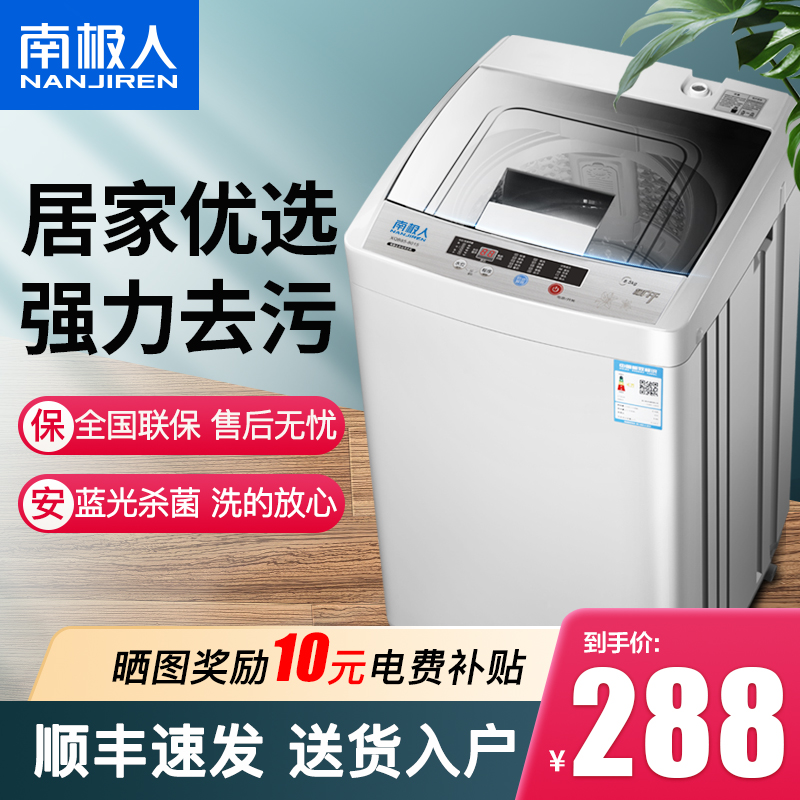 南极人
NANJIREN
居家优选
强力去污
保 全国联保 售后无忧
安 蓝光杀菌 洗的放心
南极人
NANJIREN
晒图奖励10元电费补贴
顺丰速发 送货入户
到手价:
¥288